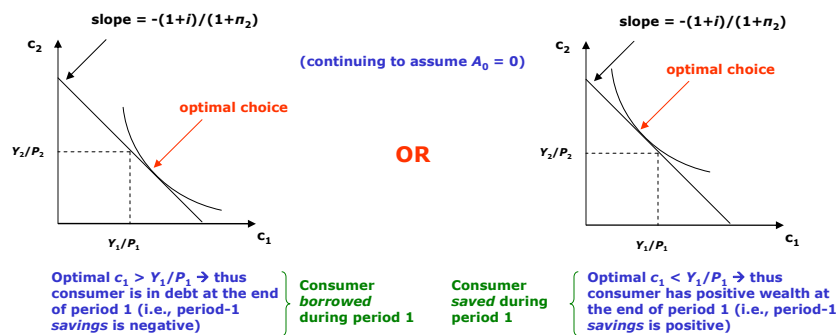 slope = -(1+i)/(1+π₂)
c₂
(continuing to assume A₀ = 0)
optimal choice
Y₂/P₂
Y₁/P₁
c₁
OR
slope = -(1+i)/(1+π₂)
c₂
optimal choice
Y₂/P₂
Y₁/P₁
c₁
Optimal c₁ > Y₁/P₁ → thus
consumer is in debt at the end
of period 1 (i.e., period-1
savings is negative)
Consumer
borrowed
during period 1
Consumer
saved during
period 1
Optimal c₁ < Y₁/P₁ → thus
consumer has positive wealth at
the end of period 1 (i.e., period-1
savings is positive)